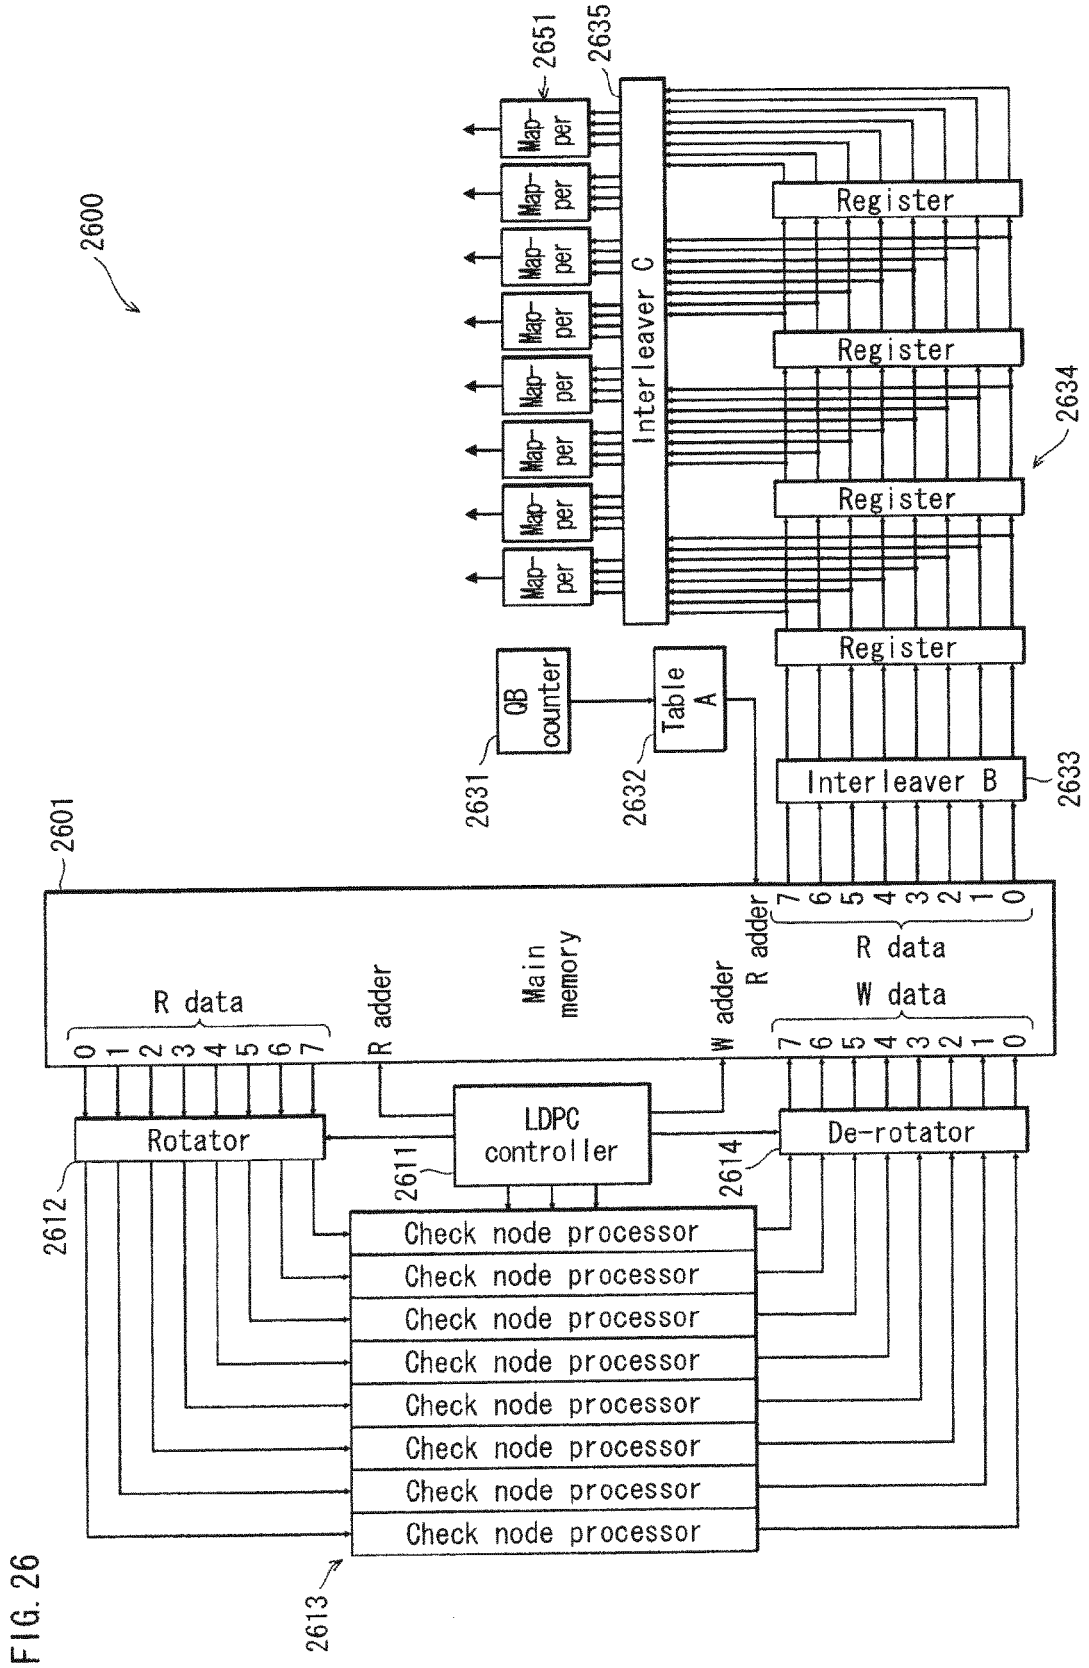 FIG. 26
2600
2601
R data
0
1
2
3
4
5
6
7
R adder
Main
memory
W adder
R adder
W data
7
6
5
4
3
2
1
0
R data
7
6
5
4
3
2
1
0
Rotator
2612
LDPC
controller
2611
De-rotator
2614
Check node processor
Check node processor
Check node processor
Check node processor
Check node processor
Check node processor
Check node processor
Check node processor
2613
QB
counter
2631
Table
A
2632
Interleaver B
2633
Register
Register
Register
Register
2634
Interleaver C
2635
Map-
per
Map-
per
Map-
per
Map-
per
Map-
per
Map-
per
Map-
per
Map-
per
2651